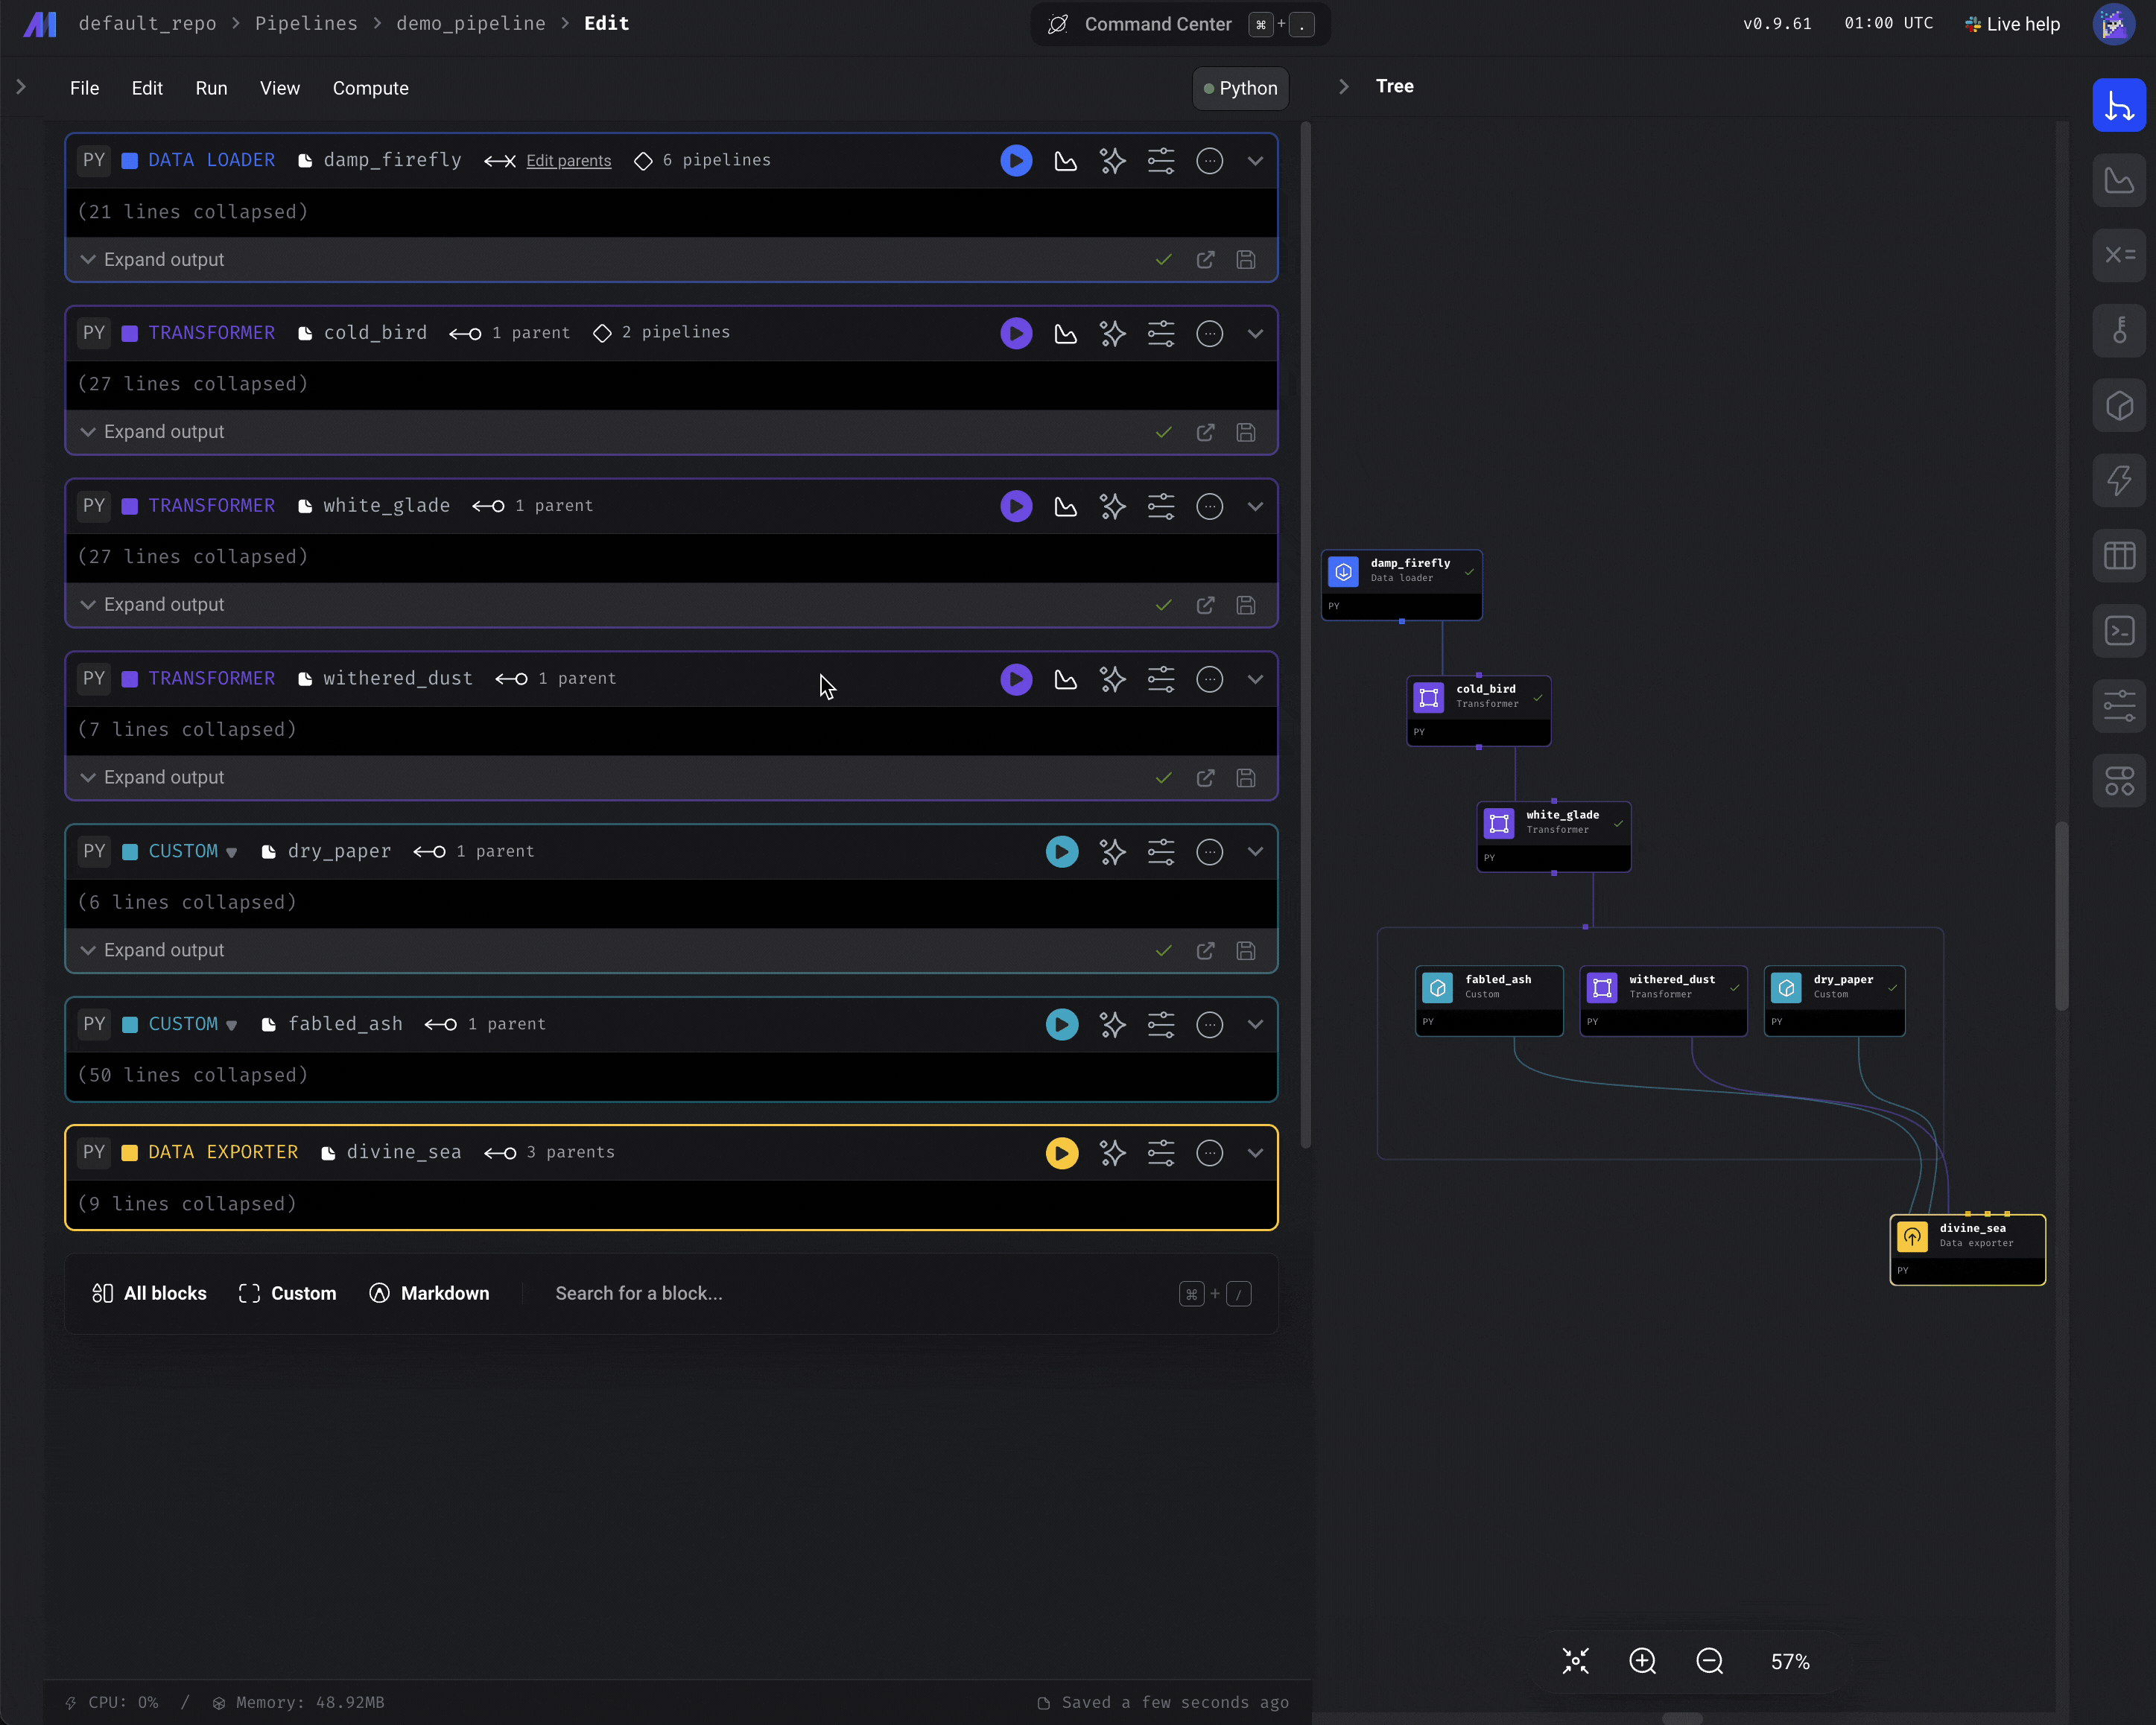 default_repo > Pipelines > demo_pipeline > Edit
Command Center ⌘ + .
v0.9.61 01:00 UTC Live help
File Edit Run View Compute
Python
PY DATA LOADER damp_firefly Edit parents 6 pipelines
(21 lines collapsed)
Expand output
PY TRANSFORMER cold_bird 1 parent 2 pipelines
(27 lines collapsed)
Expand output
PY TRANSFORMER white_glade 1 parent
(27 lines collapsed)
Expand output
PY TRANSFORMER withered_dust 1 parent
(7 lines collapsed)
Expand output
PY CUSTOM dry_paper 1 parent
(6 lines collapsed)
Expand output
PY CUSTOM fabled_ash 1 parent
(50 lines collapsed)
PY DATA EXPORTER divine_sea 3 parents
(9 lines collapsed)
All blocks Custom Markdown Search for a block... ⌘ + /
CPU: 0% / Memory: 48.92MB
Saved a few seconds ago
Tree
damp_firefly
Data loader
PY
cold_bird
Transformer
PY
white_glade
Transformer
PY
fabled_ash
Custom
PY
withered_dust
Transformer
PY
dry_paper
Custom
PY
divine_sea
Data exporter
PY
57%